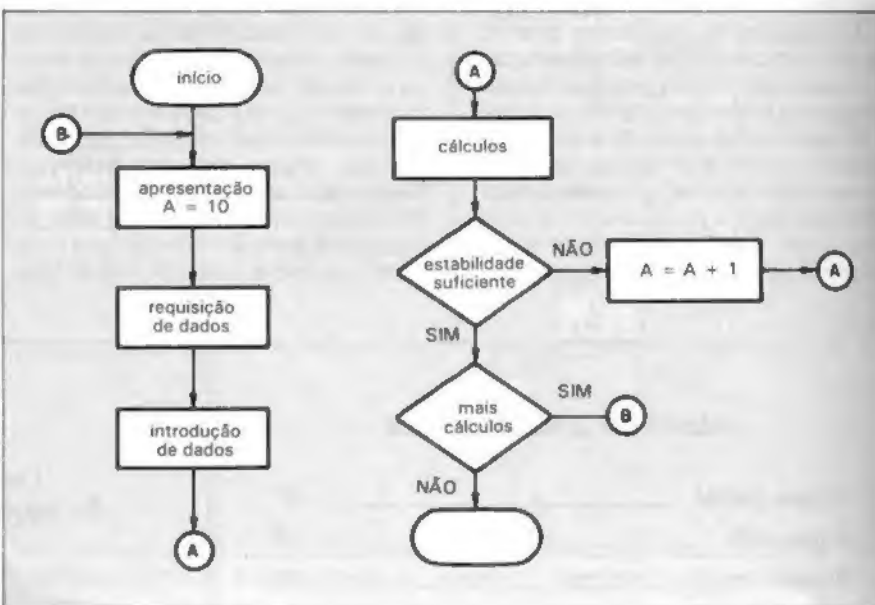 início
B
apresentação
A = 10
requisição
de dados
introdução
de dados
A
A
cálculos
estabilidade
suficiente
NÃO
A = A + 1
A
SIM
mais
cálculos
SIM
B
NÃO